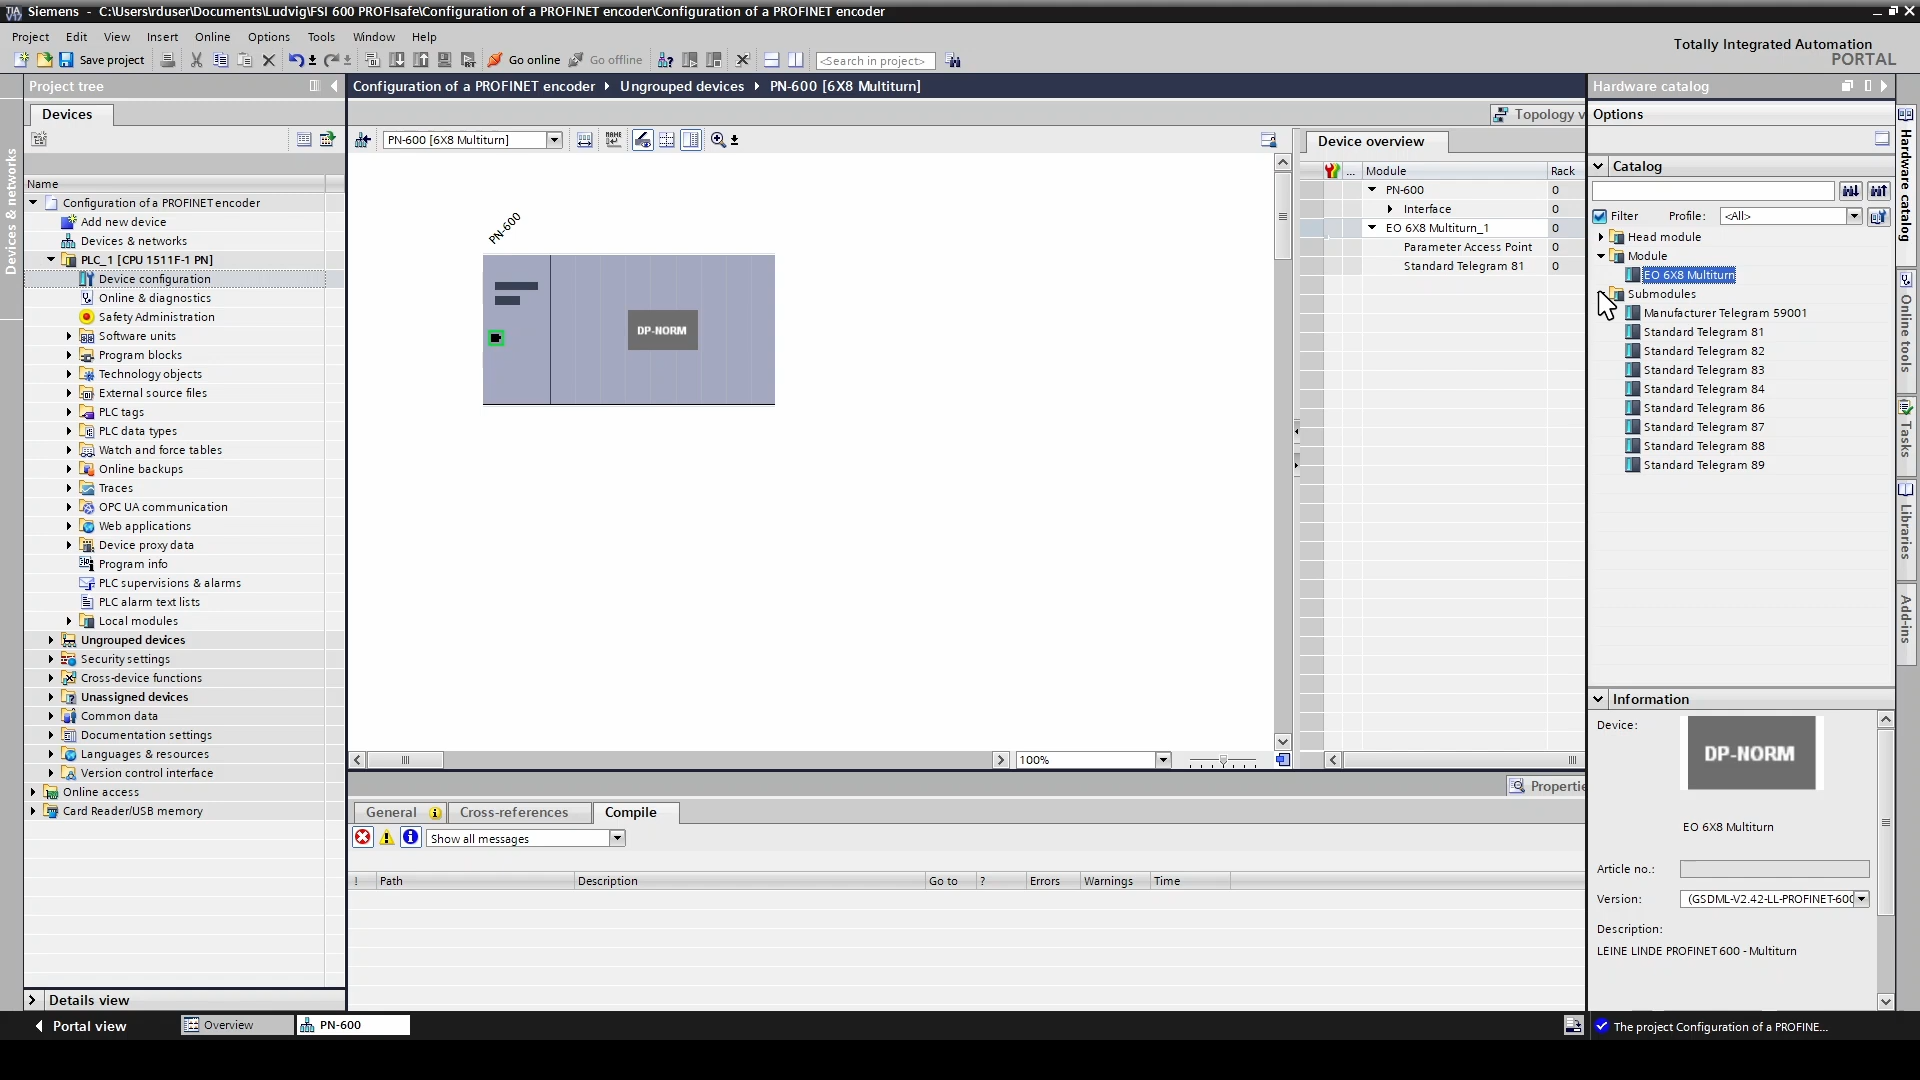 Siemens - C:\Users\rduser\Documents\Ludvig\FSI 600 PROFIsafe\Configuration of a PROFINET encoder\Configuration of a PROFINET encoder
Project Edit View Insert Online Options Tools Window Help
Totally Integrated Automation
PORTAL
Save project
Go online
Go offline
<Search in project>
Project tree
Configuration of a PROFINET encoder
Ungrouped devices
PN-600 [6X8 Multiturn]
Hardware catalog
Devices
Topology v
Options
PN-600 [6X8 Multiturn]
Device overview
Devices & networks
Name
Configuration of a PROFINET encoder
Add new device
Devices & networks
PLC_1 [CPU 1511F-1 PN]
Device configuration
Online & diagnostics
Safety Administration
Software units
Program blocks
Technology objects
External source files
PLC tags
PLC data types
Watch and force tables
Online backups
Traces
OPC UA communication
Web applications
Device proxy data
Program info
PLC supervisions & alarms
PLC alarm text lists
Local modules
Ungrouped devices
Security settings
Cross-device functions
Unassigned devices
Common data
Documentation settings
Languages & resources
Version control interface
Online access
Card Reader/USB memory
Details view
PN-600
DP-NORM
100%
... Module Rack
PN-600 0
Interface 0
EO 6X8 Multiturn_1 0
Parameter Access Point 0
Standard Telegram 81 0
Catalog
Filter Profile: <All>
Head module
Module
EO 6X8 Multiturn
Submodules
Manufacturer Telegram 59001
Standard Telegram 81
Standard Telegram 82
Standard Telegram 83
Standard Telegram 84
Standard Telegram 86
Standard Telegram 87
Standard Telegram 88
Standard Telegram 89
Information
Device:
DP-NORM
EO 6X8 Multiturn
Article no.:
Version: (GSDML-V2.42-LL-PROFINET-600
Description:
LEINE LINDE PROFINET 600 - Multiturn
Hardware catalog
Online tools
Tasks
Libraries
Add-ins
Propertie
General Cross-references Compile
Show all messages
! Path Description Go to ? Errors Warnings Time
Portal view
Overview
PN-600
The project Configuration of a PROFINE...